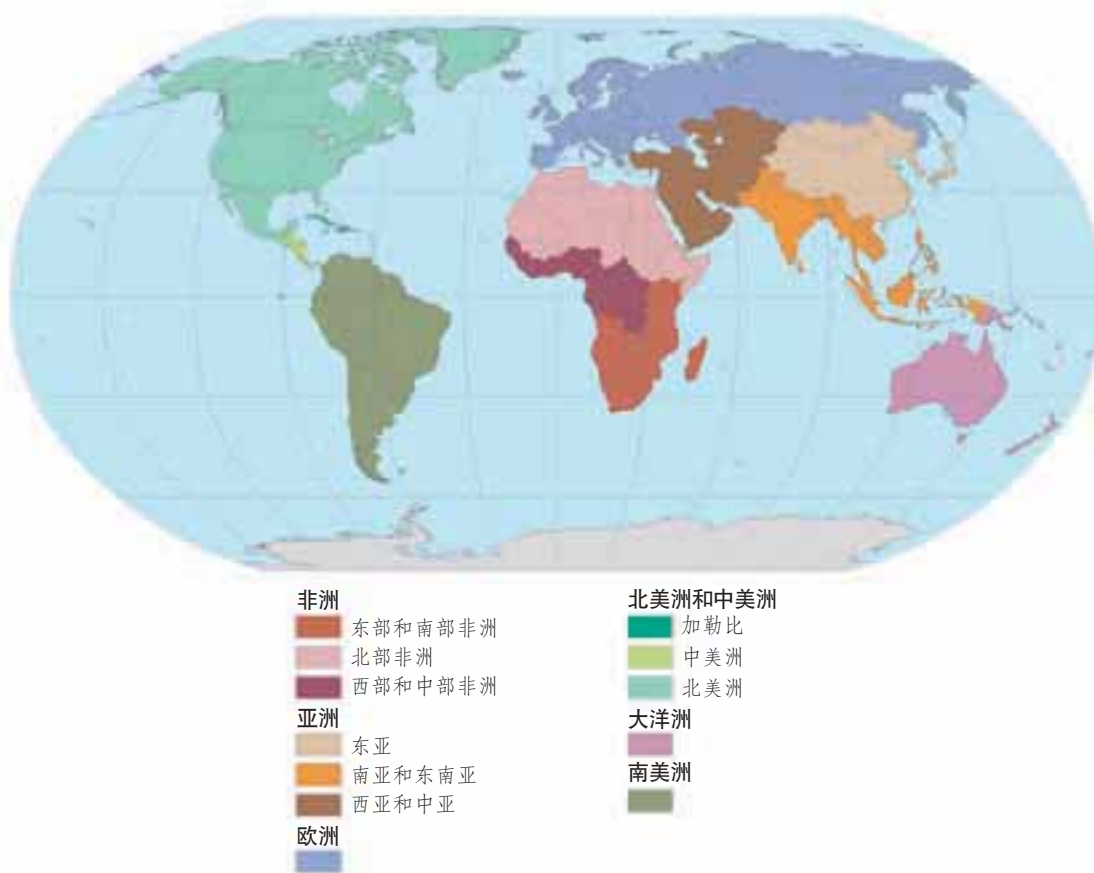 非洲
东部和南部非洲
北部非洲
西部和中部非洲
亚洲
东亚
南亚和东南亚
西亚和中亚
欧洲
北美洲和中美洲
加勒比
中美洲
北美洲
大洋洲
南美洲